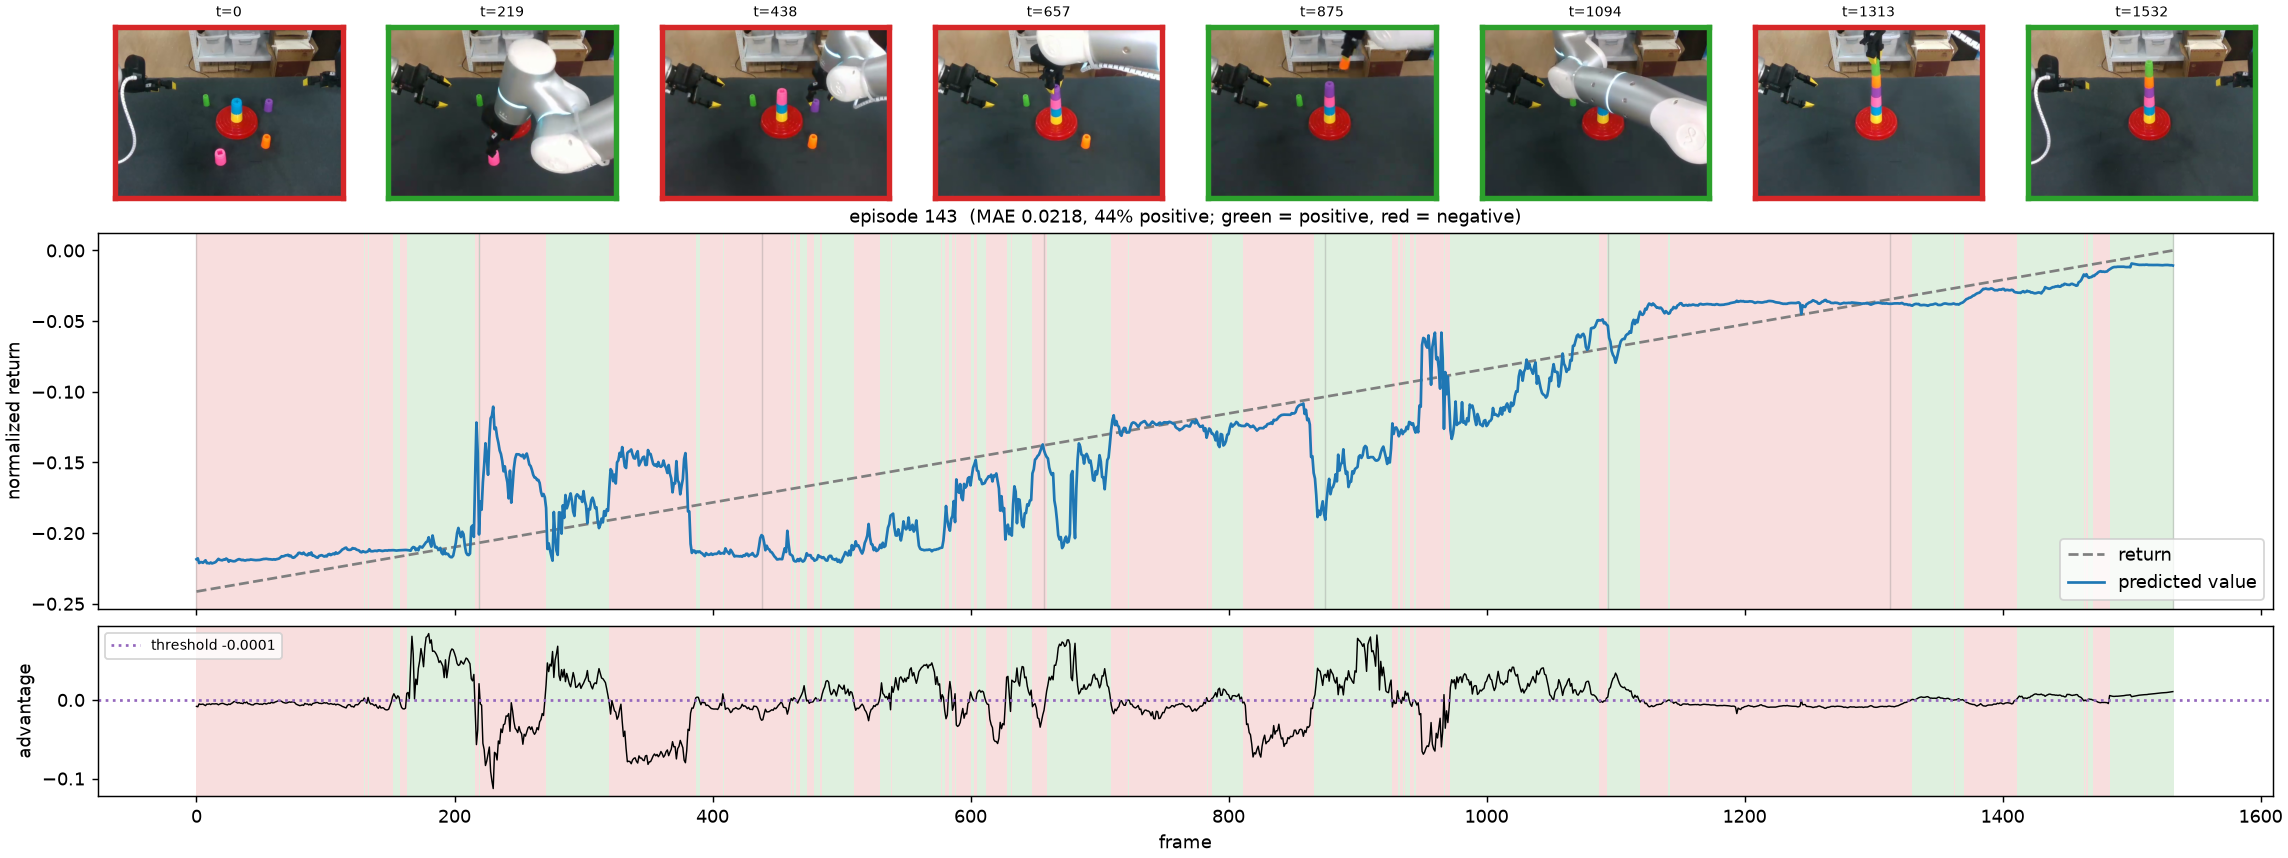 t=0 t=219 t=438 t=657 t=875 t=1094 t=1313 t=1532
episode 143  (MAE 0.0218, 44% positive; green = positive, red = negative)
normalized return
0.00
−0.05
−0.10
−0.15
−0.20
−0.25
return
predicted value
advantage
threshold -0.0001
0.0
−0.1
0 200 400 600 800 1000 1200 1400 1600
frame